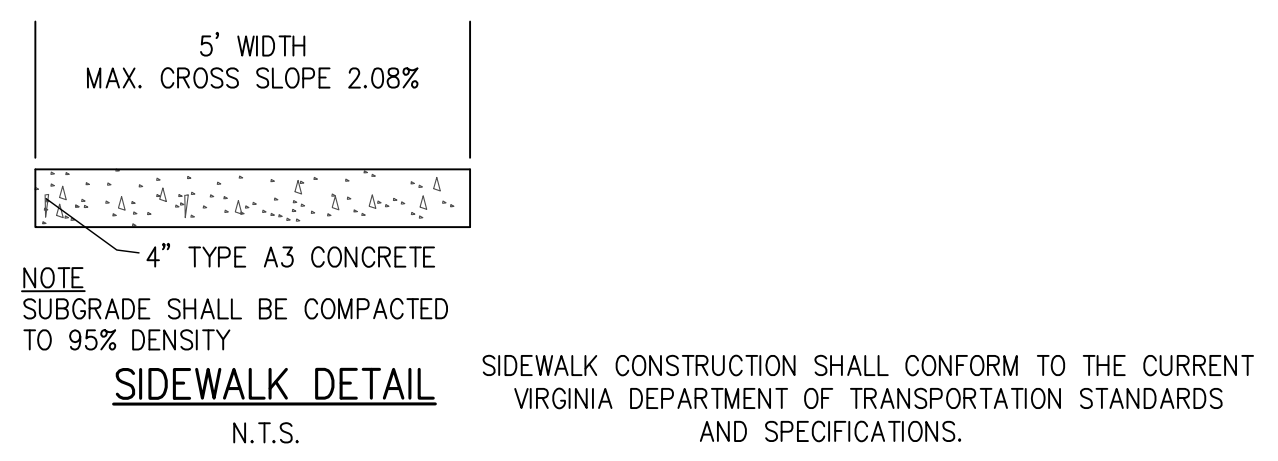 5' WIDTH
MAX. CROSS SLOPE 2.08%
4" TYPE A3 CONCRETE
NOTE
SUBGRADE SHALL BE COMPACTED
TO 95% DENSITY
SIDEWALK DETAIL
N.T.S.
SIDEWALK CONSTRUCTION SHALL CONFORM TO THE CURRENT
VIRGINIA DEPARTMENT OF TRANSPORTATION STANDARDS
AND SPECIFICATIONS.